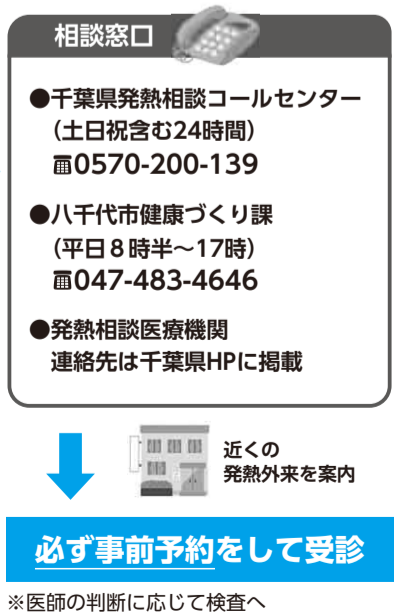 相談窓口
●千葉県発熱相談コールセンター
(土日祝含む24時間)
☎0570-200-139
●八千代市健康づくり課
(平日８時半〜17時)
☎047-483-4646
●発熱相談医療機関
連絡先は千葉県HPに掲載
近くの
発熱外来を案内
必ず事前予約をして受診
※医師の判断に応じて検査へ